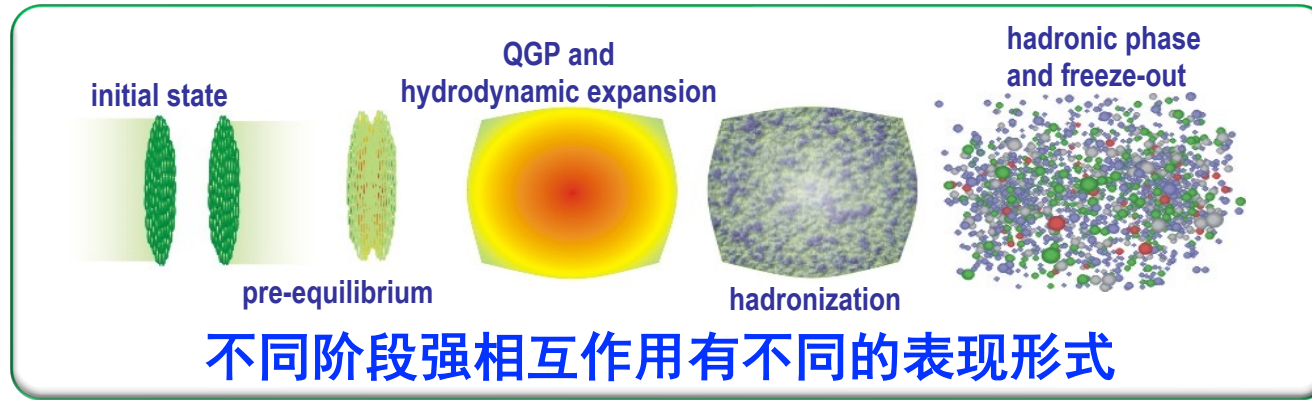 initial state
pre-equilibrium
QGP and
hydrodynamic expansion
hadronization
hadronic phase
and freeze-out
不同阶段强相互作用有不同的表现形式